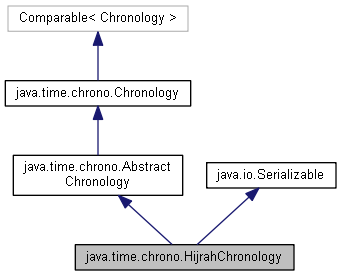 Comparable< Chronology >
java.time.chrono.Chronology
java.time.chrono.Abstract
Chronology
java.io.Serializable
java.time.chrono.HijrahChronology